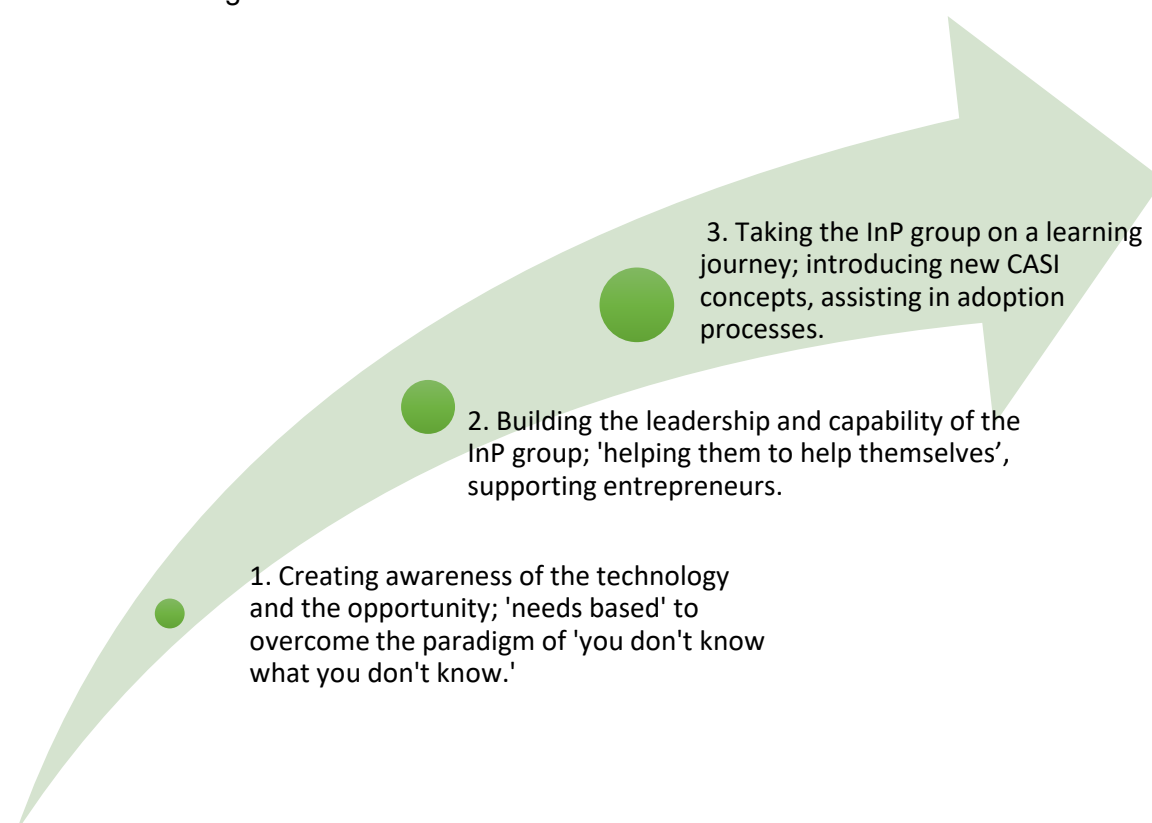 3. Taking the InP group on a learning
journey; introducing new CASI
concepts, assisting in adoption
processes.
2. Building the leadership and capability of the
InP group; 'helping them to help themselves’,
supporting entrepreneurs.
1. Creating awareness of the technology
and the opportunity; 'needs based' to
overcome the paradigm of 'you don't know
what you don't know.'